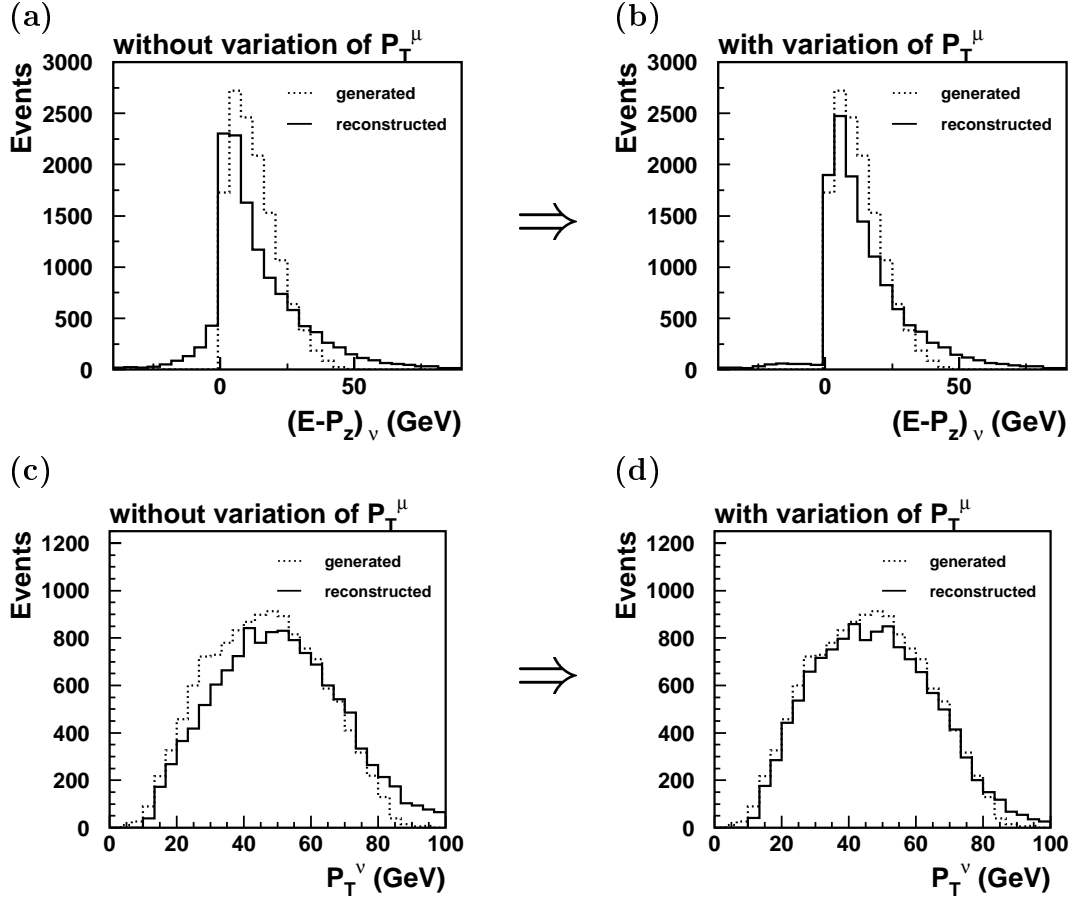 (a)
without variation of P_T^μ
Events
3000
2500
2000
1500
1000
500
0
generated
reconstructed
0 50
(E-P_z)_ν (GeV)
⇒
(b)
with variation of P_T^μ
Events
3000
2500
2000
1500
1000
500
0
generated
reconstructed
0 50
(E-P_z)_ν (GeV)
(c)
without variation of P_T^μ
Events
1200
1000
800
600
400
200
0
generated
reconstructed
0 20 40 60 80 100
P_T^ν (GeV)
⇒
(d)
with variation of P_T^μ
Events
1200
1000
800
600
400
200
0
generated
reconstructed
0 20 40 60 80 100
P_T^ν (GeV)